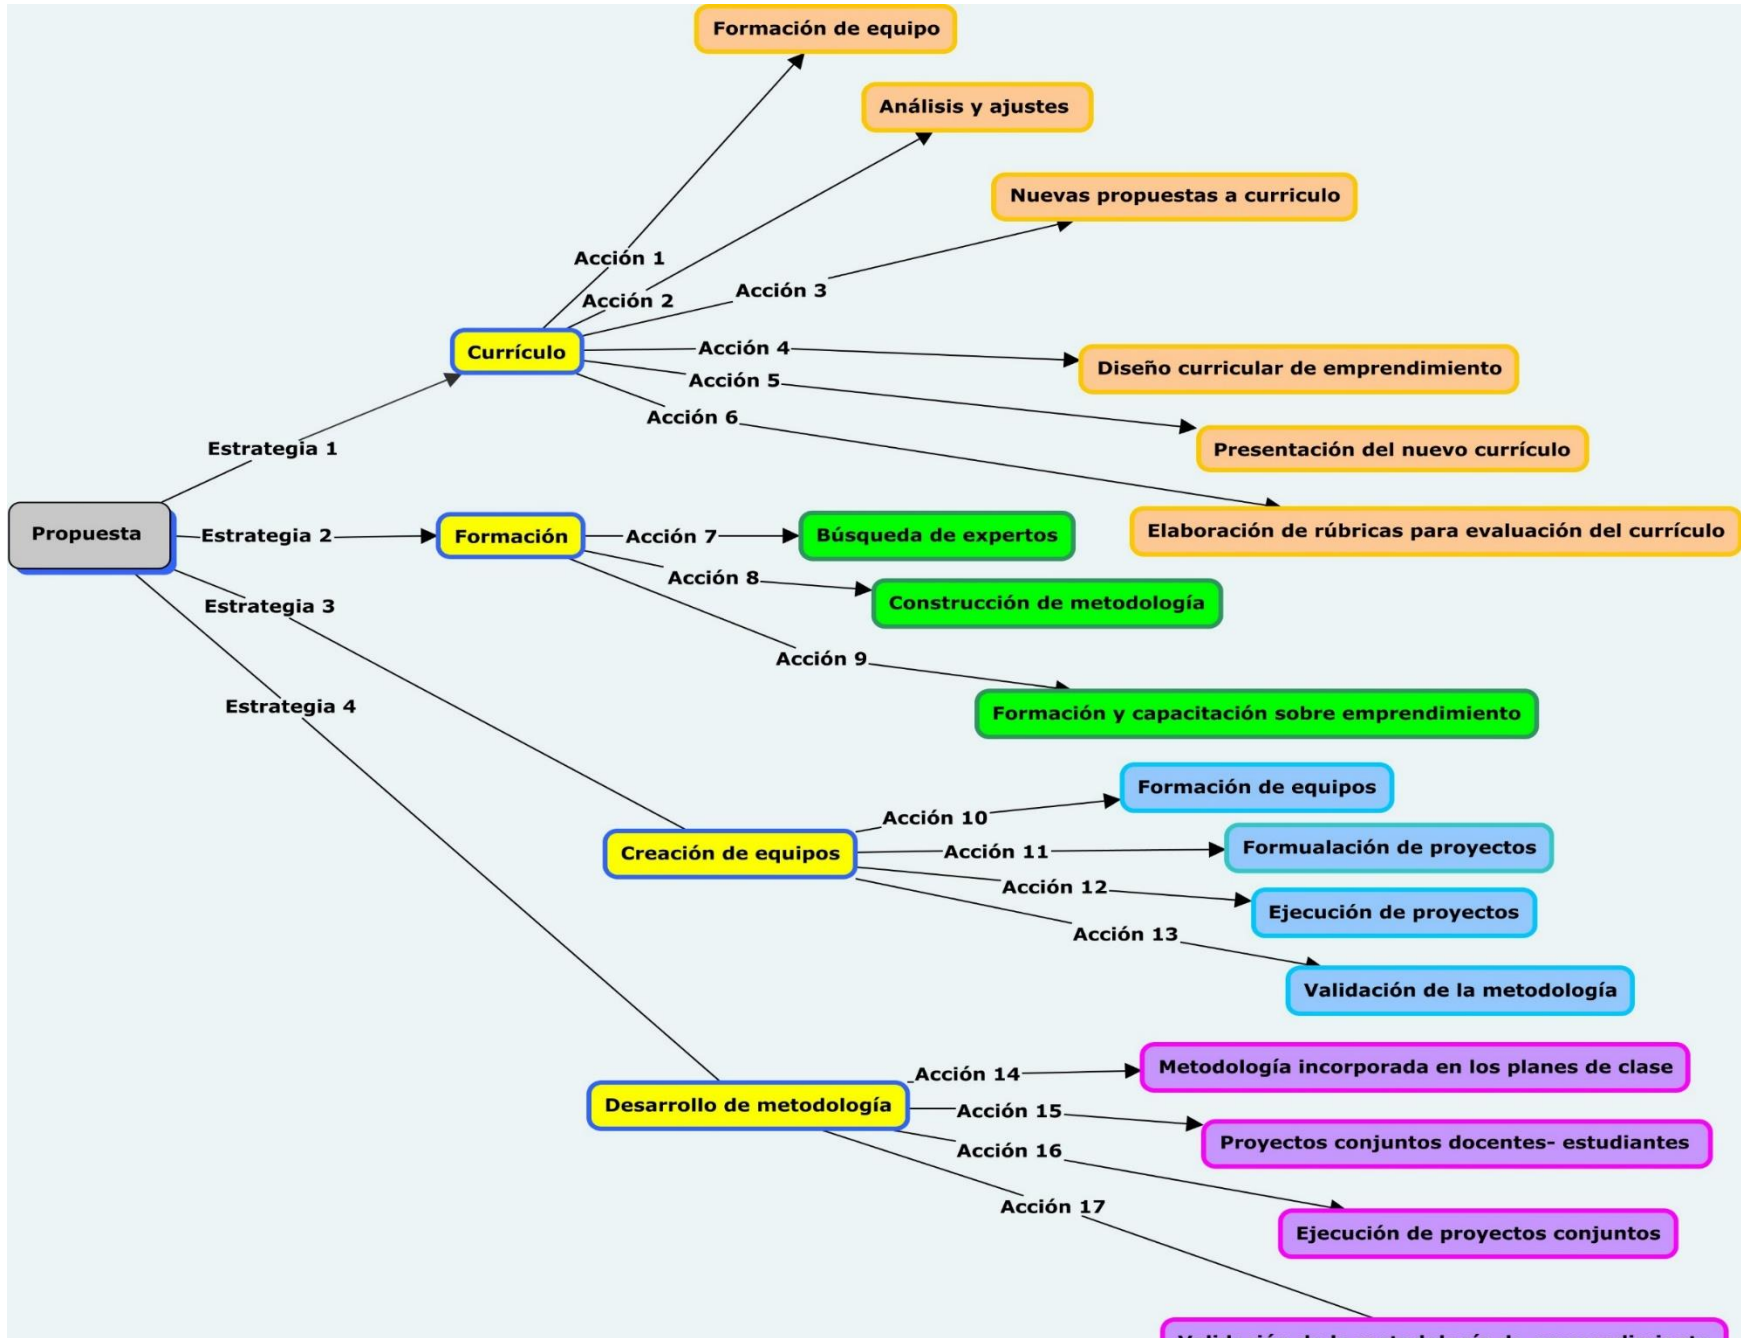 Formación de equipo
Análisis y ajustes
Nuevas propuestas a curriculo
Acción 1
Acción 2
Acción 3
Currículo
Acción 4
Diseño curricular de emprendimiento
Acción 5
Acción 6
Presentación del nuevo currículo
Estrategia 1
Elaboración de rúbricas para evaluación del currículo
Propuesta
Estrategia 2
Formación
Acción 7
Búsqueda de expertos
Acción 8
Construcción de metodología
Estrategia 3
Acción 9
Formación y capacitación sobre emprendimiento
Estrategia 4
Formación de equipos
Acción 10
Creación de equipos
Acción 11
Formualación de proyectos
Acción 12
Ejecución de proyectos
Acción 13
Validación de la metodología
Acción 14
Metodología incorporada en los planes de clase
Desarrollo de metodología
Acción 15
Proyectos conjuntos docentes- estudiantes
Acción 16
Acción 17
Ejecución de proyectos conjuntos